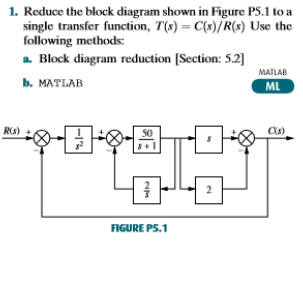 1. Reduce the block diagram shown in Figure P5.1 to a
single transfer function, T(s) = C(s)/R(s) Use the
following methods:
a. Block diagram reduction [Section: 5.2]
b. MATLAB
MATLAB
ML
R(s) + − 1/s² + − 50/(s + 1) s + − C(s)
2/s 2
FIGURE P5.1